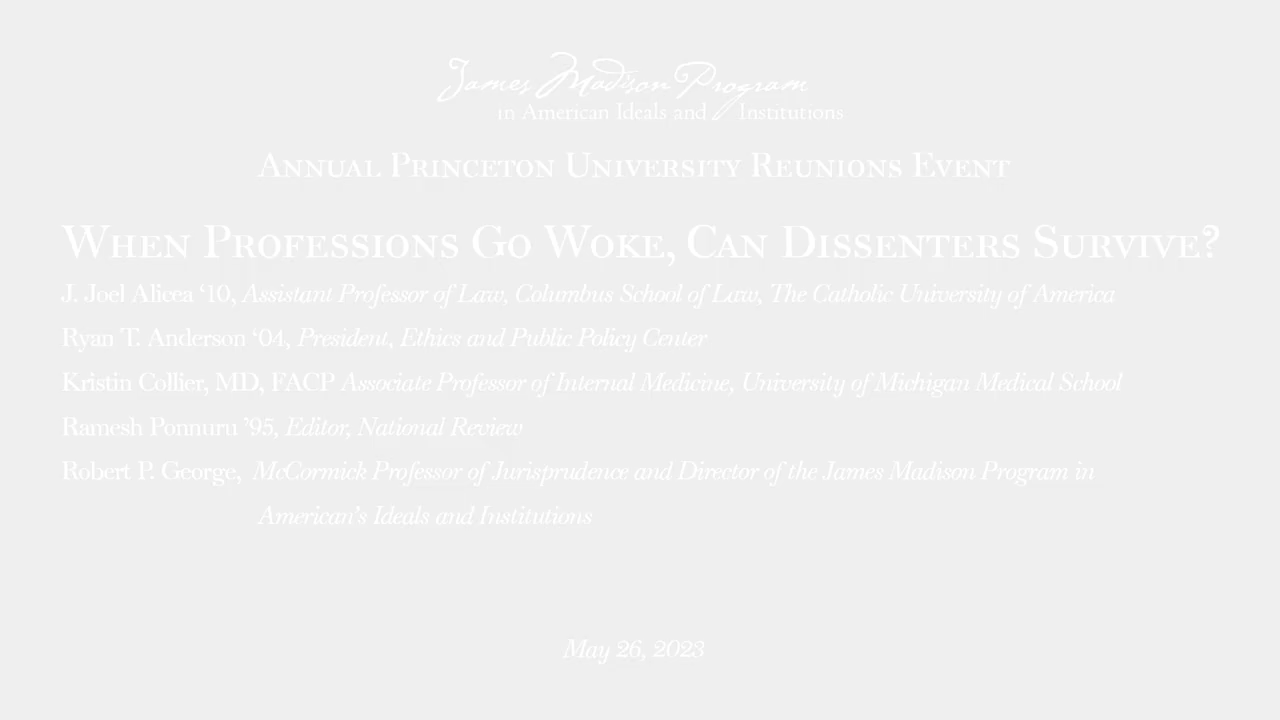 James Madison Program
in American Ideals and Institutions
Annual Princeton University Reunions Event
When Professions Go Woke, Can Dissenters Survive?
J. Joel Alicea ‘10, Assistant Professor of Law, Columbus School of Law, The Catholic University of America
Ryan T. Anderson ‘04, President, Ethics and Public Policy Center
Kristin Collier, MD, FACP Associate Professor of Internal Medicine, University of Michigan Medical School
Ramesh Ponnuru ’95, Editor, National Review
Robert P. George, McCormick Professor of Jurisprudence and Director of the James Madison Program in
American’s Ideals and Institutions
May 26, 2023